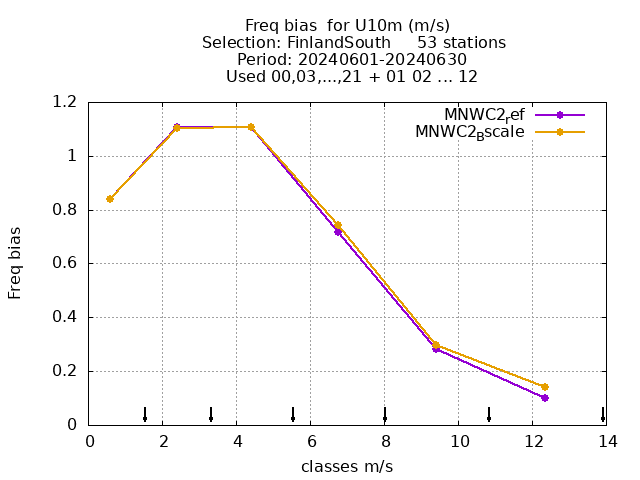 Freq bias  for U10m (m/s)
Selection: FinlandSouth     53 stations
Period: 20240601-20240630
Used 00,03,...,21 + 01 02 ... 12
MNWC2ref
MNWC2Bscale
1.2
1
0.8
0.6
0.4
0.2
0
Freq bias
0 2 4 6 8 10 12 14
classes m/s